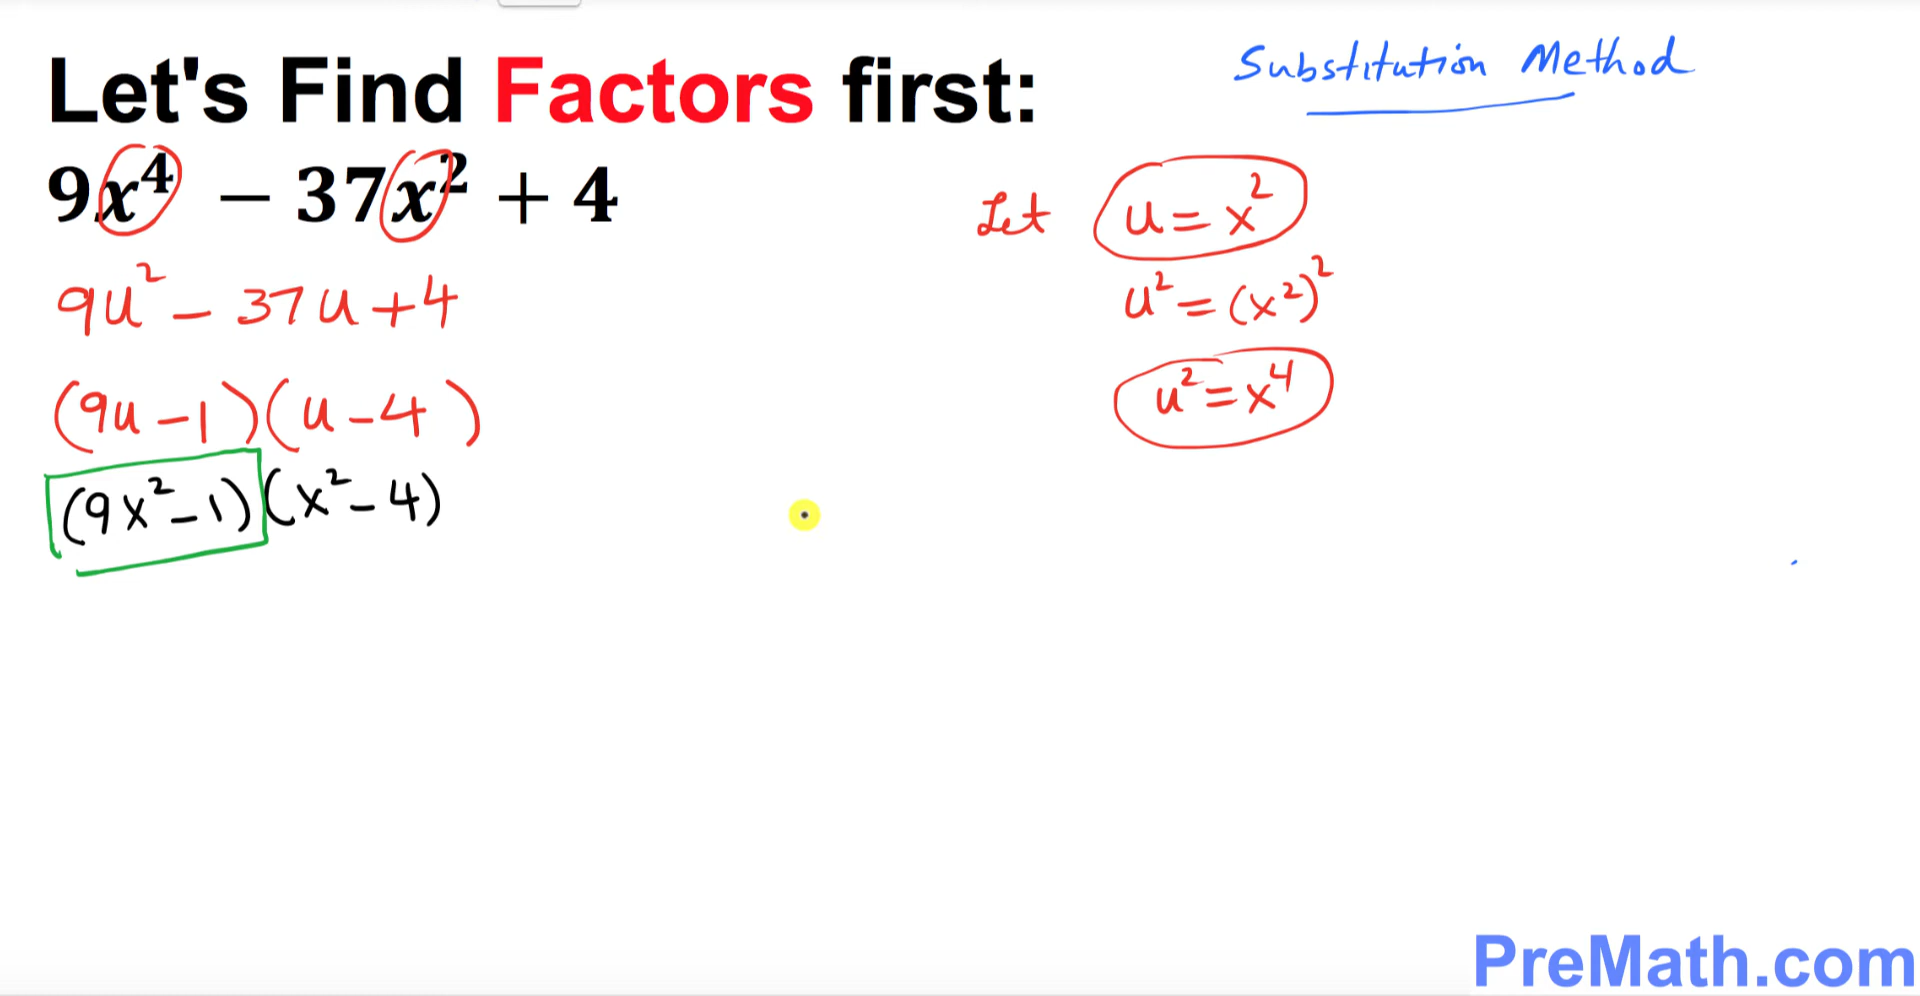 Let's Find Factors first:
Substitution Method
9x⁴ − 37x² + 4
Let u = x²
9u² − 37u + 4
u² = (x²)²
(9u − 1)(u − 4)
u² = x⁴
(9x² − 1)(x² − 4)
PreMath.com